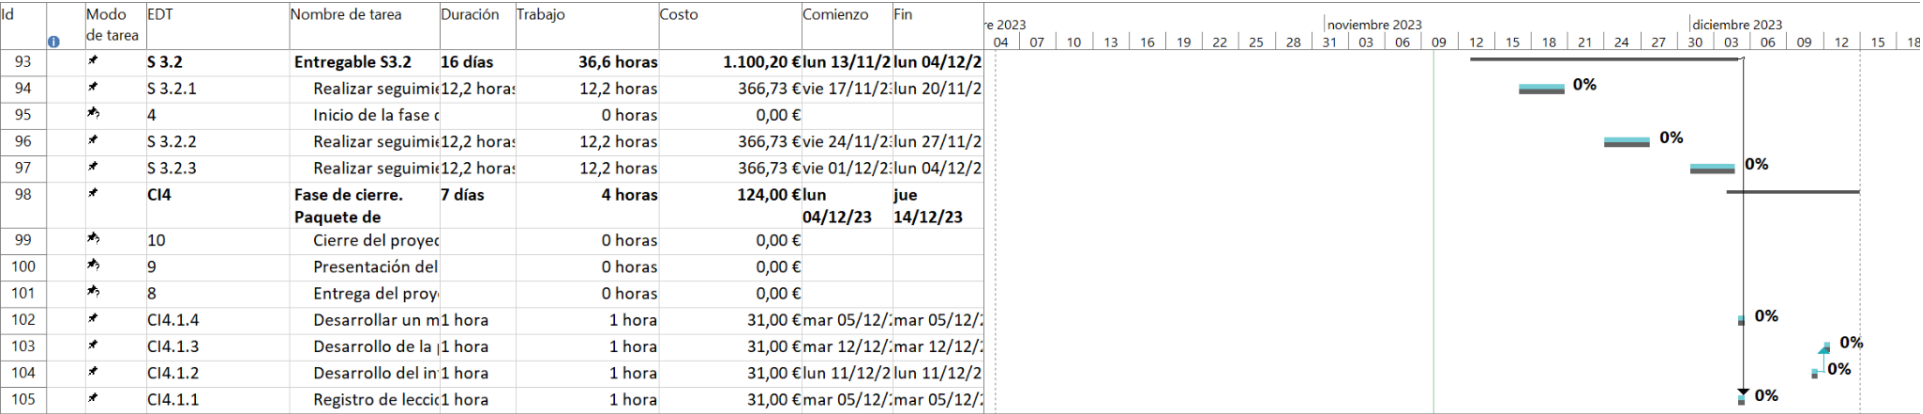 Id Modo de tarea EDT Nombre de tarea Duración Trabajo Costo Comienzo Fin
re 2023 noviembre 2023 diciembre 2023
04 07 10 13 16 19 22 25 28 31 03 06 09 12 15 18 21 24 27 30 03 06 09 12 15 18
93 S 3.2 Entregable S3.2 16 días 36,6 horas 1.100,20 € lun 13/11/2 lun 04/12/2
94 S 3.2.1 Realizar seguimie 12,2 horas 12,2 horas 366,73 € vie 17/11/23 lun 20/11/2 0%
95 4 Inicio de la fase d 0 horas 0,00 €
96 S 3.2.2 Realizar seguimie 12,2 horas 12,2 horas 366,73 € vie 24/11/23 lun 27/11/2 0%
97 S 3.2.3 Realizar seguimie 12,2 horas 12,2 horas 366,73 € vie 01/12/23 lun 04/12/2 0%
98 CI4 Fase de cierre. 7 días 4 horas 124,00 € lun jue
Paquete de 04/12/23 14/12/23
99 10 Cierre del proyec 0 horas 0,00 €
100 9 Presentación del 0 horas 0,00 €
101 8 Entrega del proy 0 horas 0,00 €
102 CI4.1.4 Desarrollar un m 1 hora 1 hora 31,00 € mar 05/12/ mar 05/12/ 0%
103 CI4.1.3 Desarrollo de la 1 hora 1 hora 31,00 € mar 12/12/ mar 12/12/ 0%
104 CI4.1.2 Desarrollo del in 1 hora 1 hora 31,00 € lun 11/12/2 lun 11/12/2 0%
105 CI4.1.1 Registro de lecci 1 hora 1 hora 31,00 € mar 05/12/ mar 05/12/ 0%